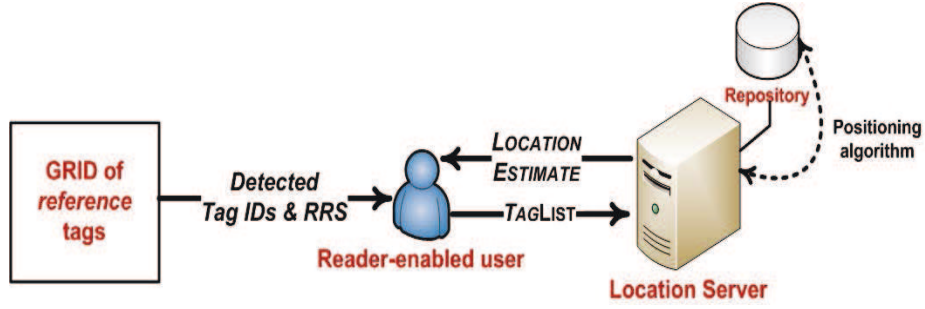 GRID of
reference
tags
Detected
Tag IDs & RRS
Reader-enabled user
LOCATION
ESTIMATE
TAGLIST
Location Server
Repository
Positioning
algorithm